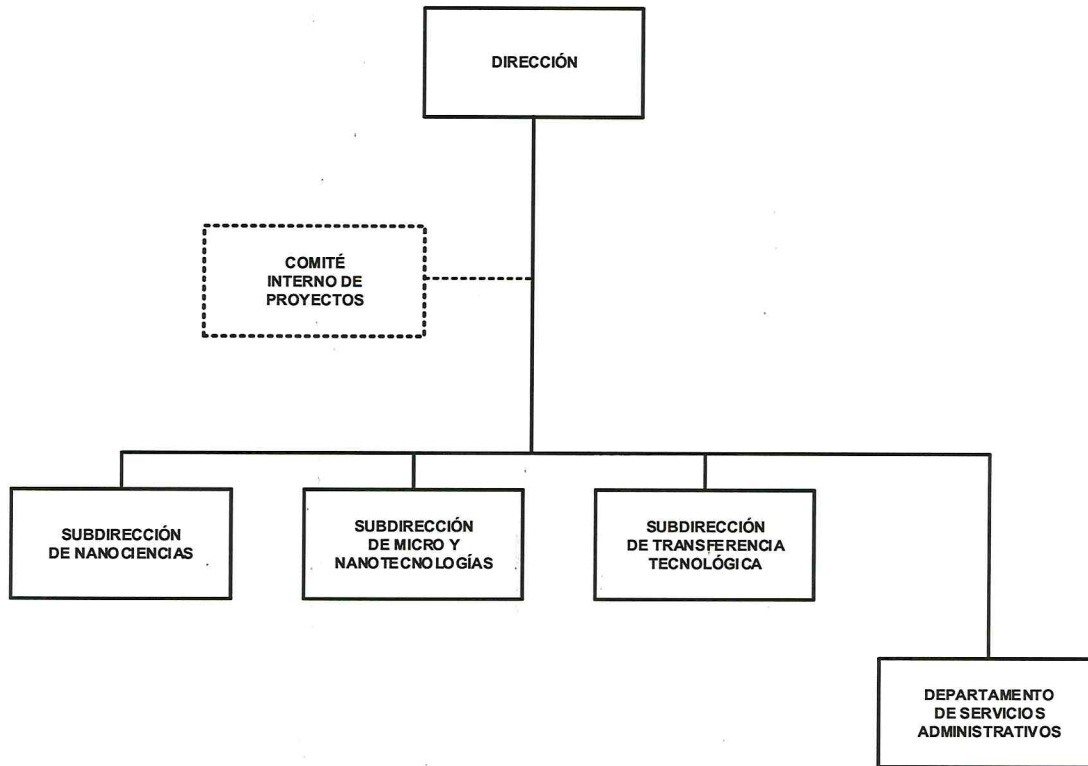 DIRECCIÓN
COMITÉ
INTERNO DE
PROYECTOS
SUBDIRECCIÓN
DE NANOCIENCIAS
SUBDIRECCIÓN
DE MICRO Y
NANOTECNOLOGÍAS
SUBDIRECCIÓN
DE TRANSFERENCIA
TECNOLÓGICA
DEPARTAMENTO
DE SERVICIOS
ADMINISTRATIVOS